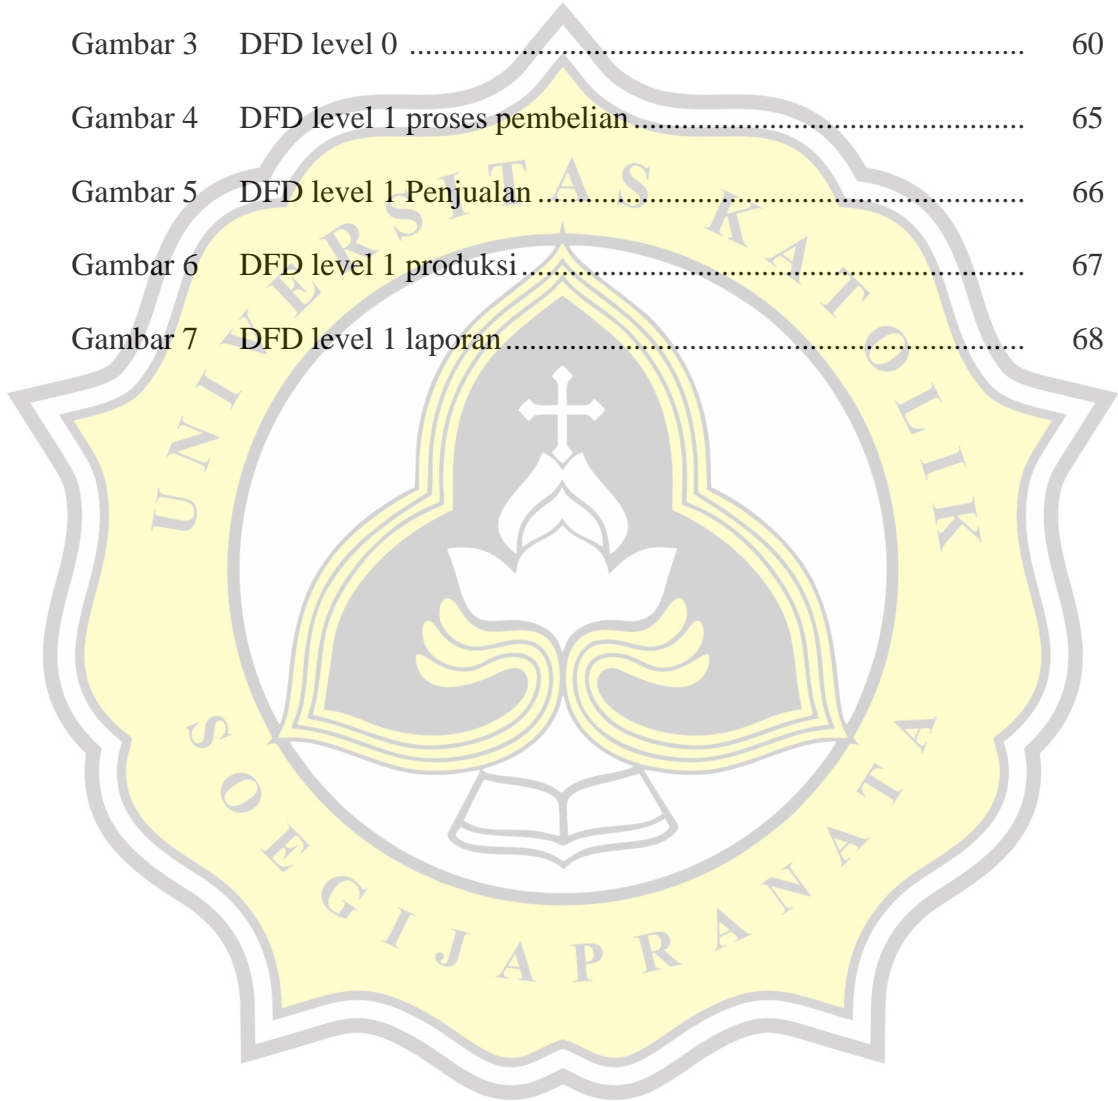 Gambar 3 DFD level 0 ............................................................................ 60
Gambar 4 DFD level 1 proses pembelian ................................................ 65
Gambar 5 DFD level 1 Penjualan ............................................................ 66
Gambar 6 DFD level 1 produksi .............................................................. 67
Gambar 7 DFD level 1 laporan ................................................................ 68
UNIVERSITAS KATOLIK
SOEGIJAPRANATA